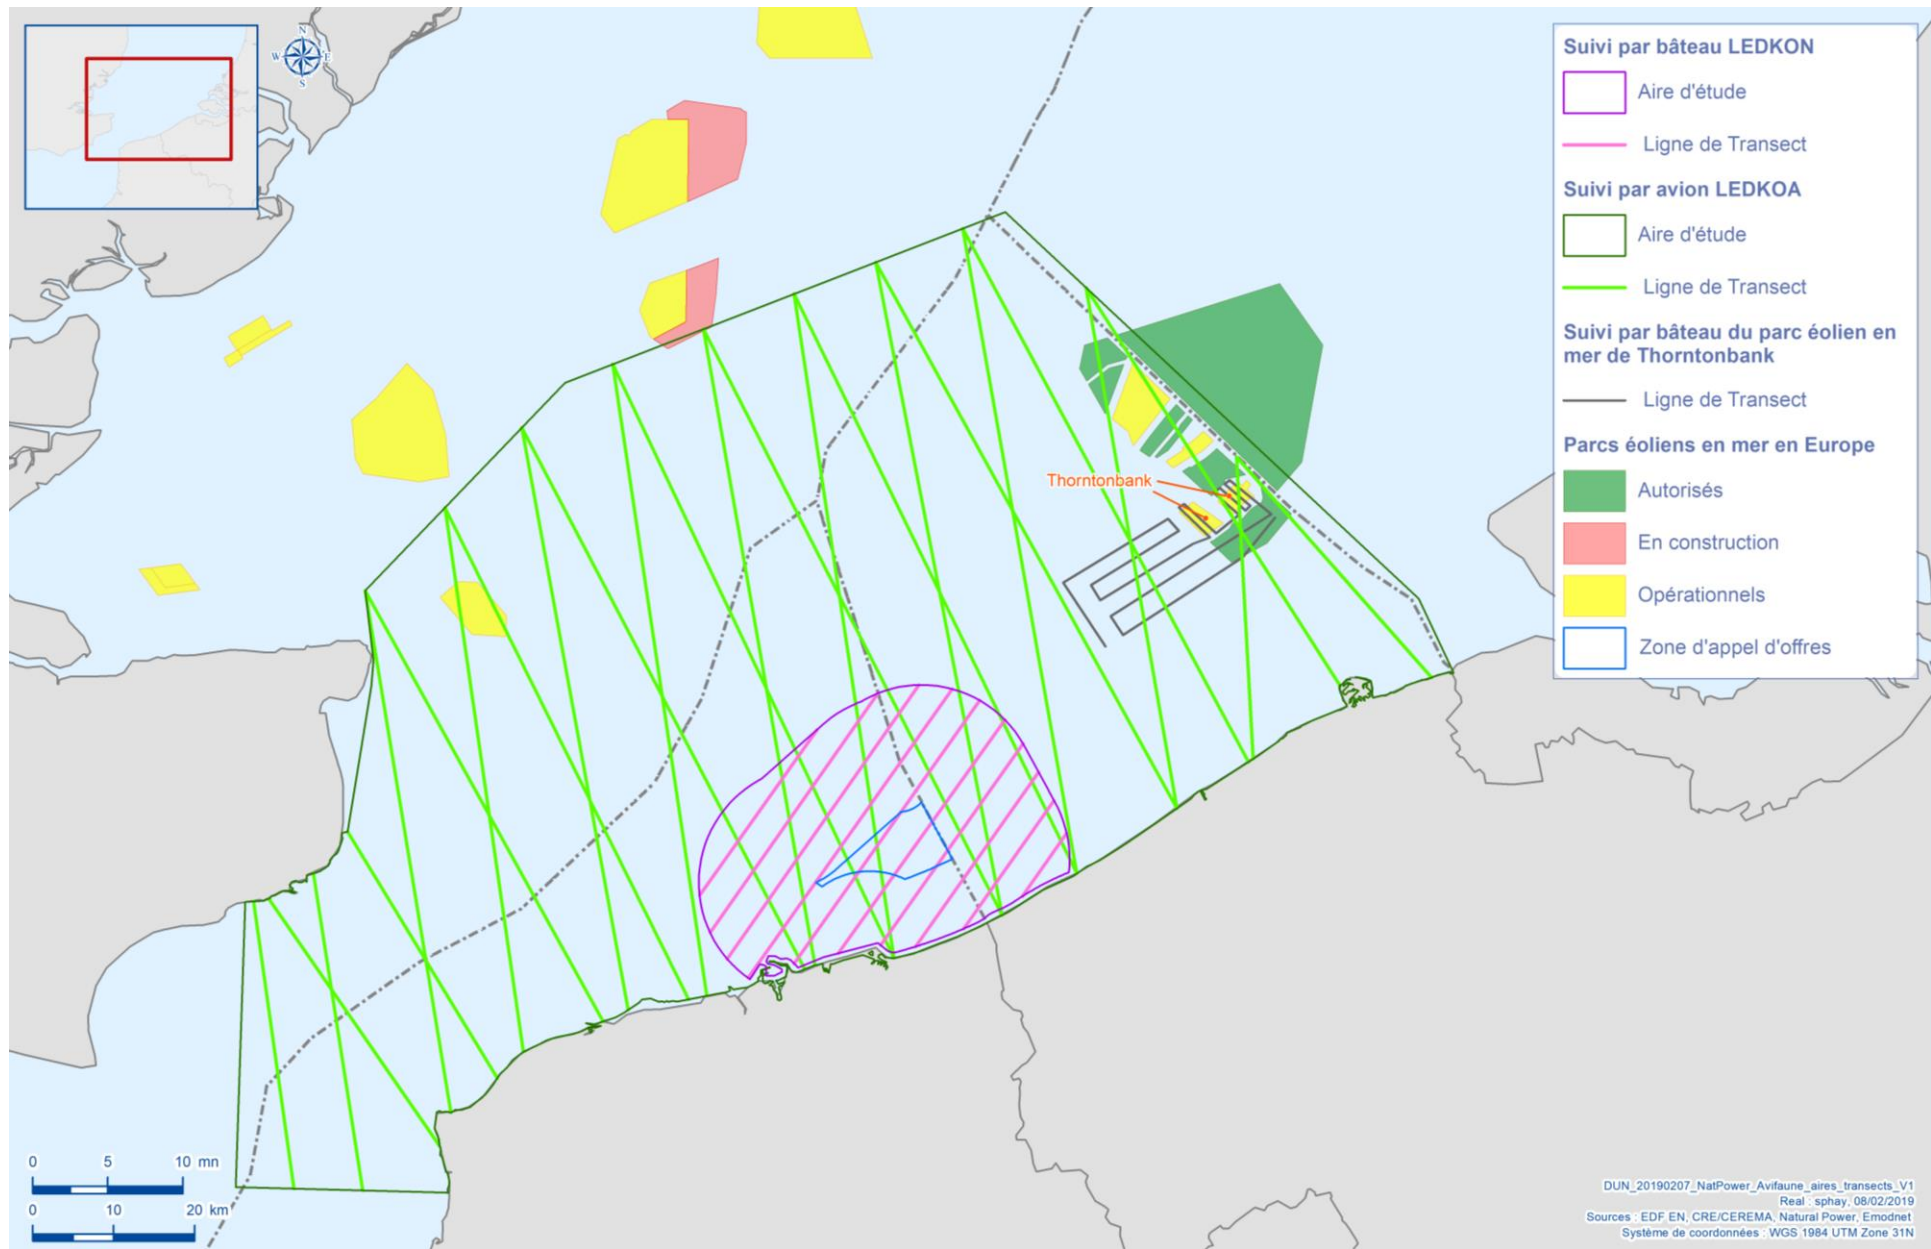 N
W E
S
Suivi par bâteau LEDKON
Aire d'étude
Ligne de Transect
Suivi par avion LEDKOA
Aire d'étude
Ligne de Transect
Suivi par bâteau du parc éolien en
mer de Thorntonbank
Ligne de Transect
Parcs éoliens en mer en Europe
Autorisés
En construction
Opérationnels
Zone d'appel d'offres
Thorntonbank
0 5 10 mn
0 10 20 km
DUN_20190207_NatPower_Avifaune_aires_transects_V1
Real : sphay, 08/02/2019
Sources : EDF EN, CRE/CEREMA, Natural Power, Emodnet
Système de coordonnées : WGS 1984 UTM Zone 31N